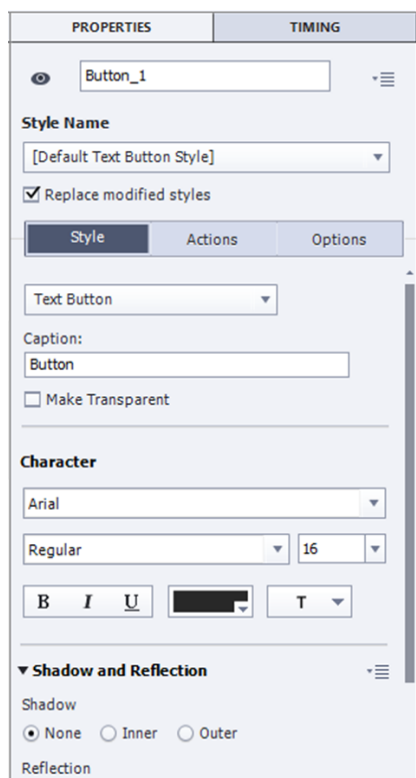 PROPERTIES TIMING
Button_1
Style Name
[Default Text Button Style]
Replace modified styles
Style Actions Options
Text Button
Caption:
Button
Make Transparent
Character
Arial
Regular 16
B I U T
Shadow and Reflection
Shadow
None Inner Outer
Reflection